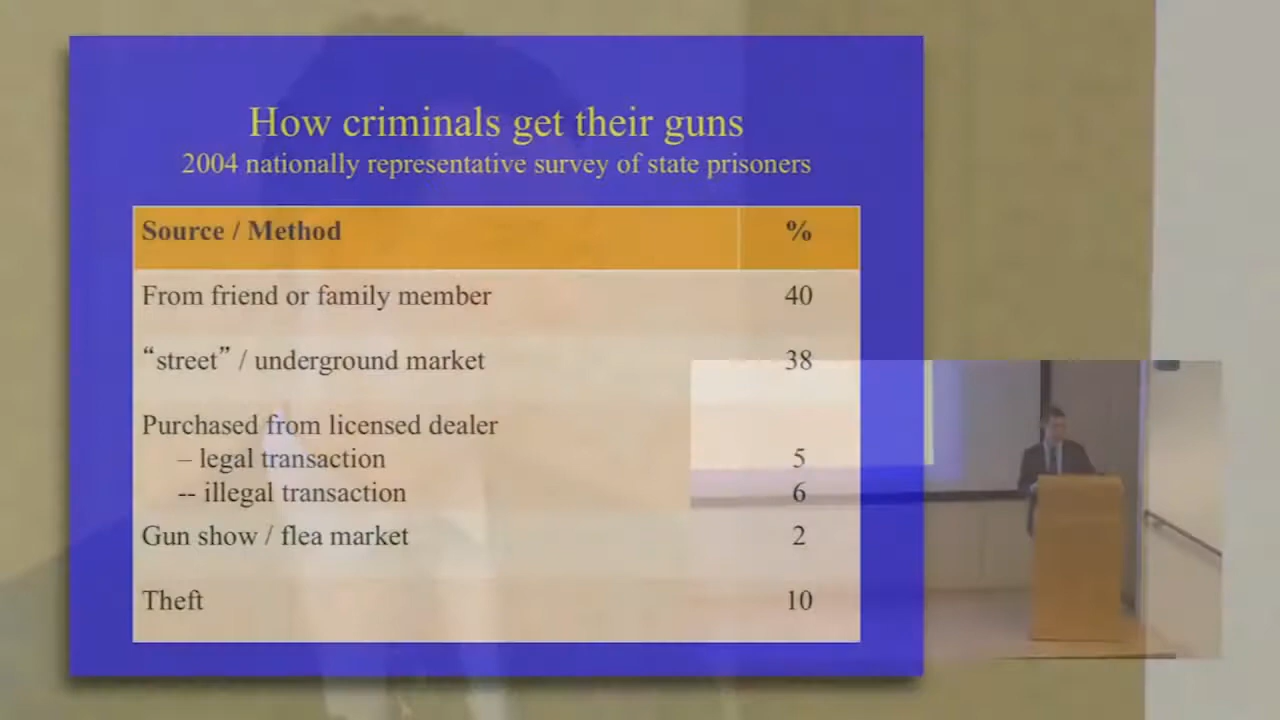 How criminals get their guns
2004 nationally representative survey of state prisoners
Source / Method %
From friend or family member 40
“street” / underground market 38
Purchased from licensed dealer
– legal transaction 5
-- illegal transaction 6
Gun show / flea market 2
Theft 10